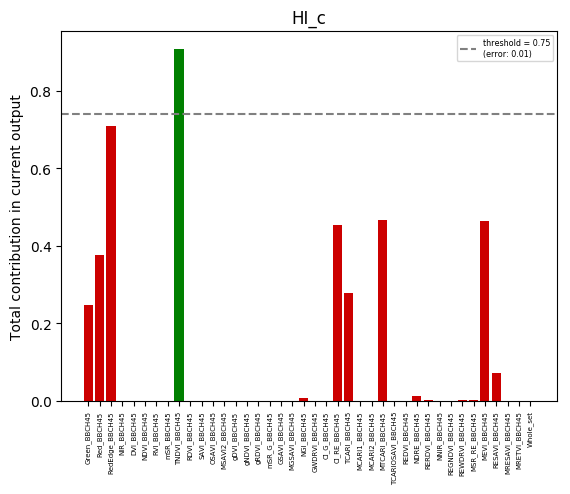 HI_c
threshold = 0.75
(error: 0.01)
Total contribution in current output
0.8
0.6
0.4
0.2
0.0
Green_BBCH45
Red_BBCH45
RedEdge_BBCH45
NIR_BBCH45
DVI_BBCH45
NDVI_BBCH45
RVI_BBCH45
mSR_BBCH45
TNDVI_BBCH45
RDVI_BBCH45
SAVI_BBCH45
OSAVI_BBCH45
MSAVI2_BBCH45
gDVI_BBCH45
gNDVI_BBCH45
gRDVI_BBCH45
mSR_G_BBCH45
GSAVI_BBCH45
MGSAVI_BBCH45
NGI_BBCH45
GWDRVI_BBCH45
CI_G_BBCH45
CI_RE_BBCH45
TCARI_BBCH45
MCARI1_BBCH45
MCARI2_BBCH45
MTCARI_BBCH45
TCARIOSAVI_BBCH45
REDVI_BBCH45
NDRE_BBCH45
RERDVI_BBCH45
NNIR_BBCH45
REGNDVI_BBCH45
REWDRVI_BBCH45
MSR_RE_BBCH45
MEVI_BBCH45
RESAVI_BBCH45
MRESAVI_BBCH45
MRETVI_BBCH45
Whole_set